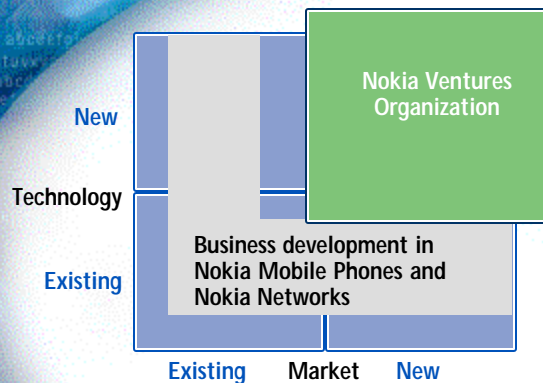 Nokia Ventures
Organization
New
Technology
Business development in
Nokia Mobile Phones and
Nokia Networks
Existing
Existing Market New